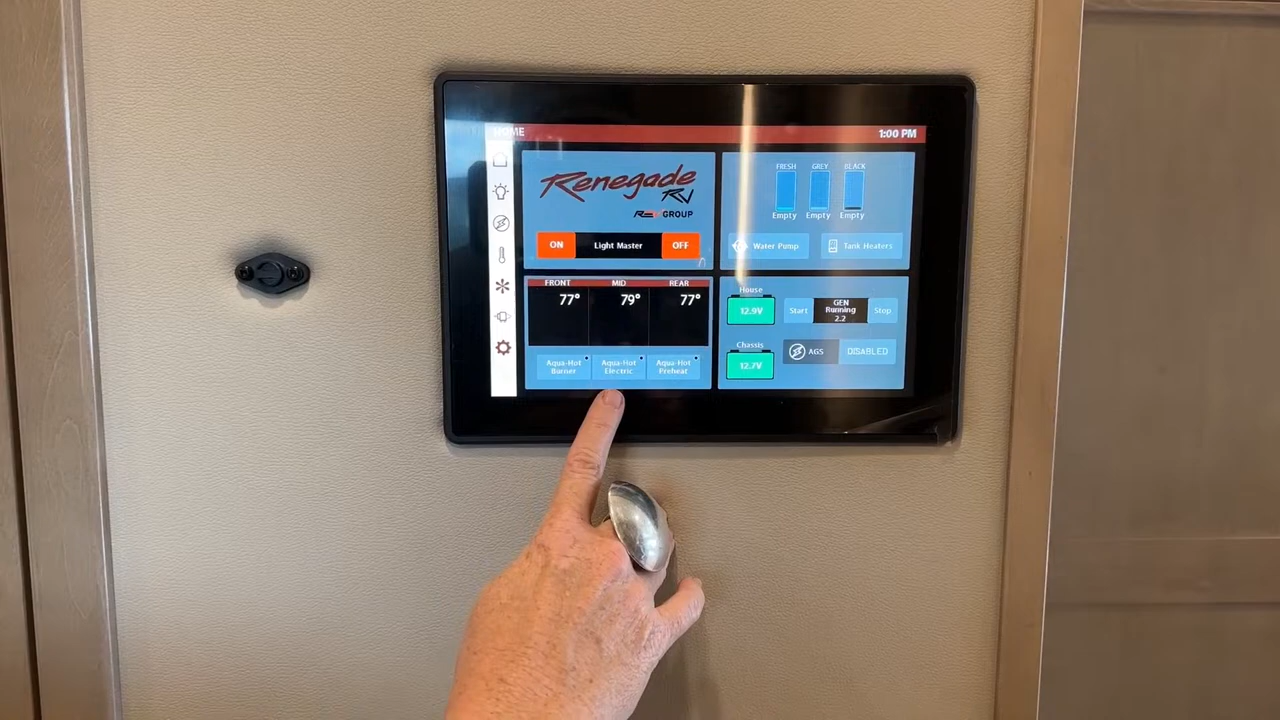 HOME
1:00 PM
Renegade
RV
REV GROUP
ON
Light Master
OFF
FRESH
GREY
BLACK
Empty
Empty
Empty
Water Pump
Tank Heaters
FRONT
MID
REAR
77°
79°
77°
Aqua-Hot
Burner
Aqua-Hot
Electric
Aqua-Hot
Preheat
House
12.9V
Start
GEN
Running
2.2
Stop
Chassis
12.7V
AGS
DISABLED